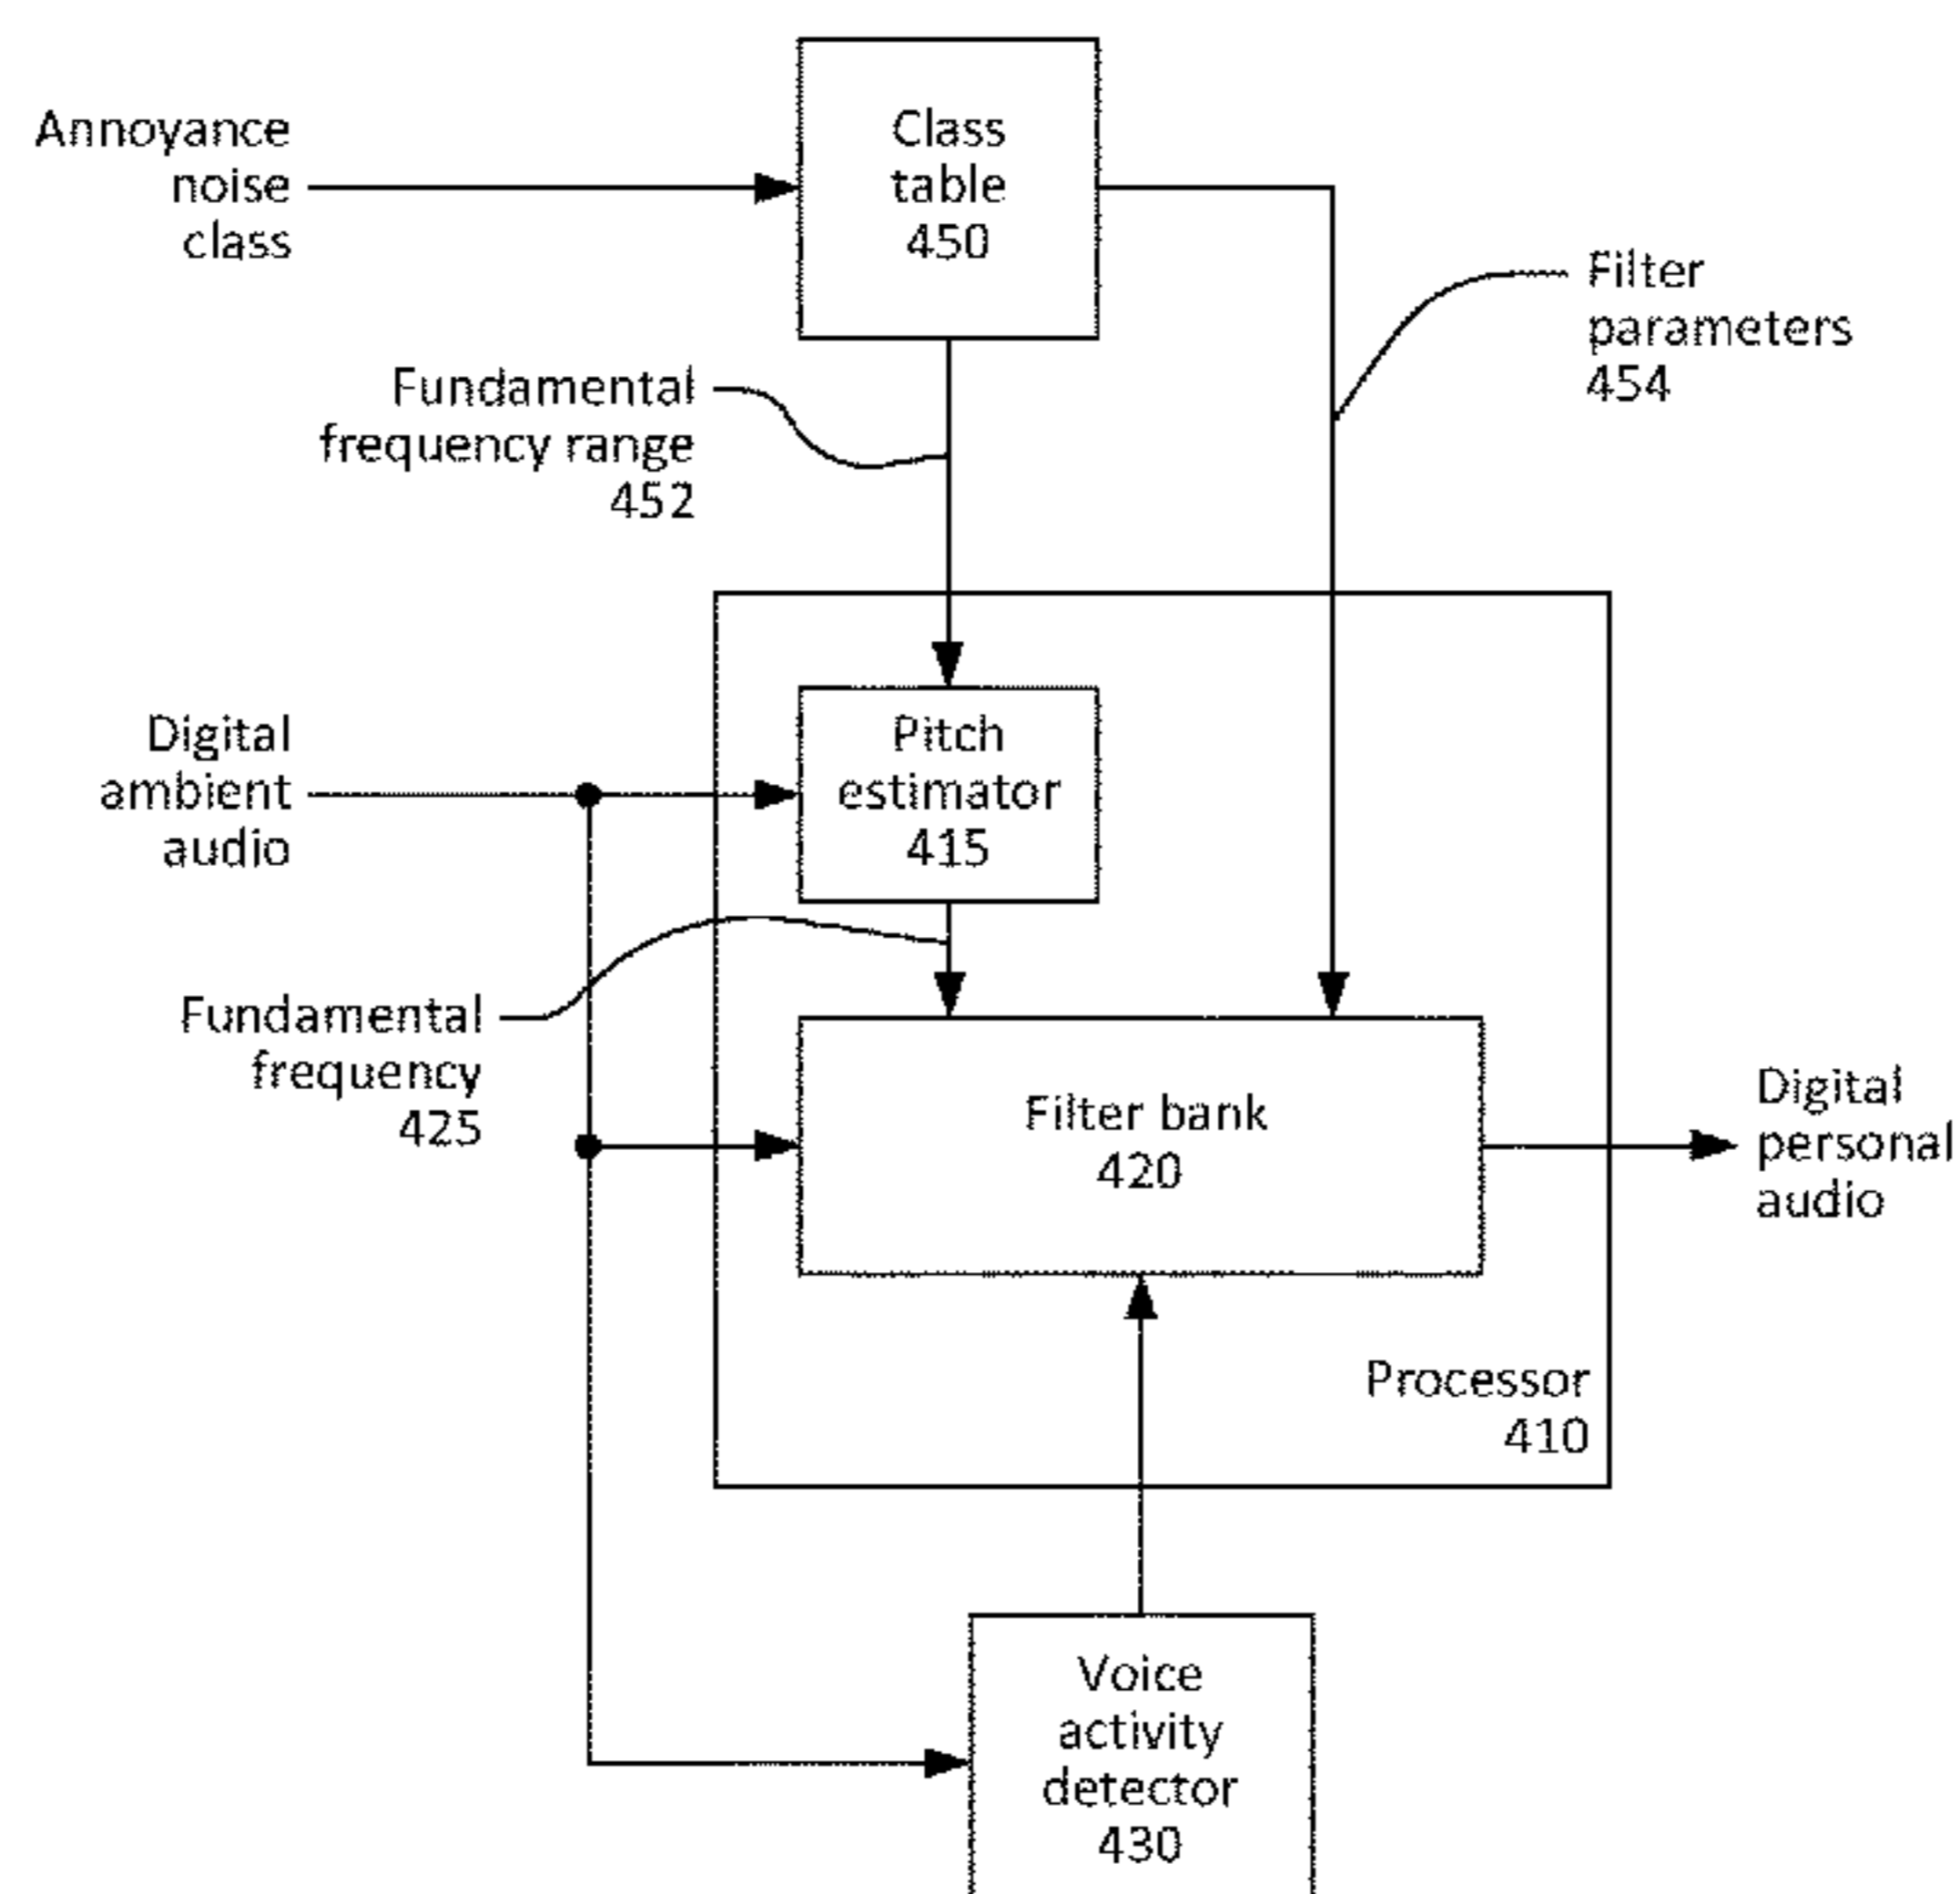 Annoyance
noise
class
Class
table
450
Filter
parameters
454
Fundamental
frequency range
452
Digital
ambient
audio
Pitch
estimator
415
Fundamental
frequency
425
Filter bank
420
Digital
personal
audio
Processor
410
Voice
activity
detector
430